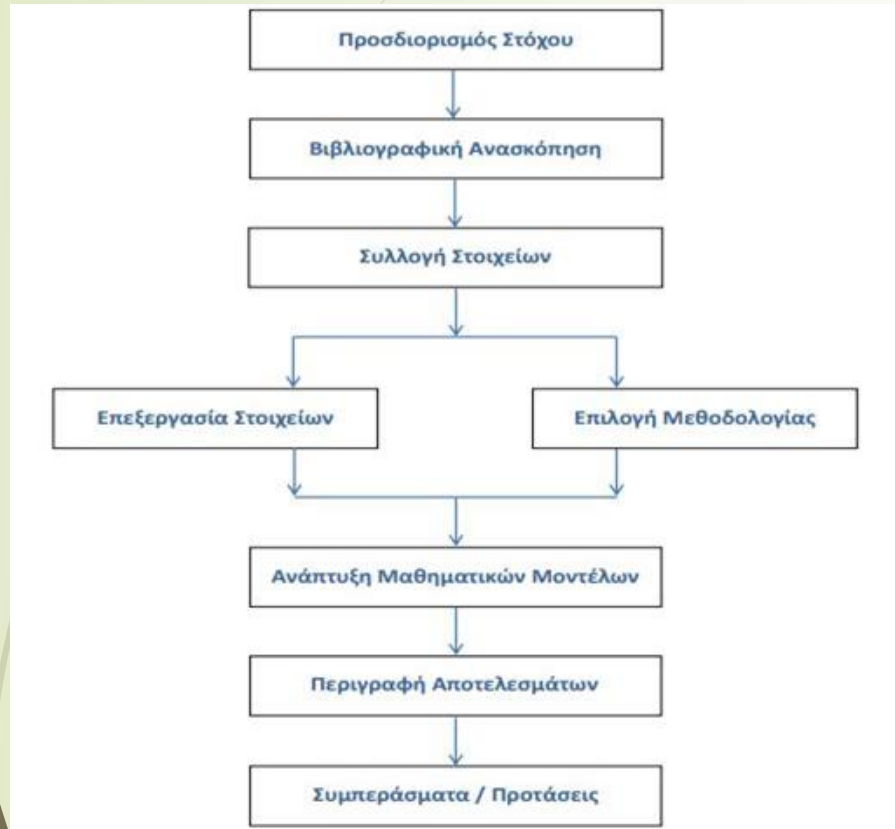 Προσδιορισμός Στόχου
Βιβλιογραφική Ανασκόπηση
Συλλογή Στοιχείων
Επεξεργασία Στοιχείων
Επιλογή Μεθοδολογίας
Ανάπτυξη Μαθηματικών Μοντέλων
Περιγραφή Αποτελεσμάτων
Συμπεράσματα / Προτάσεις